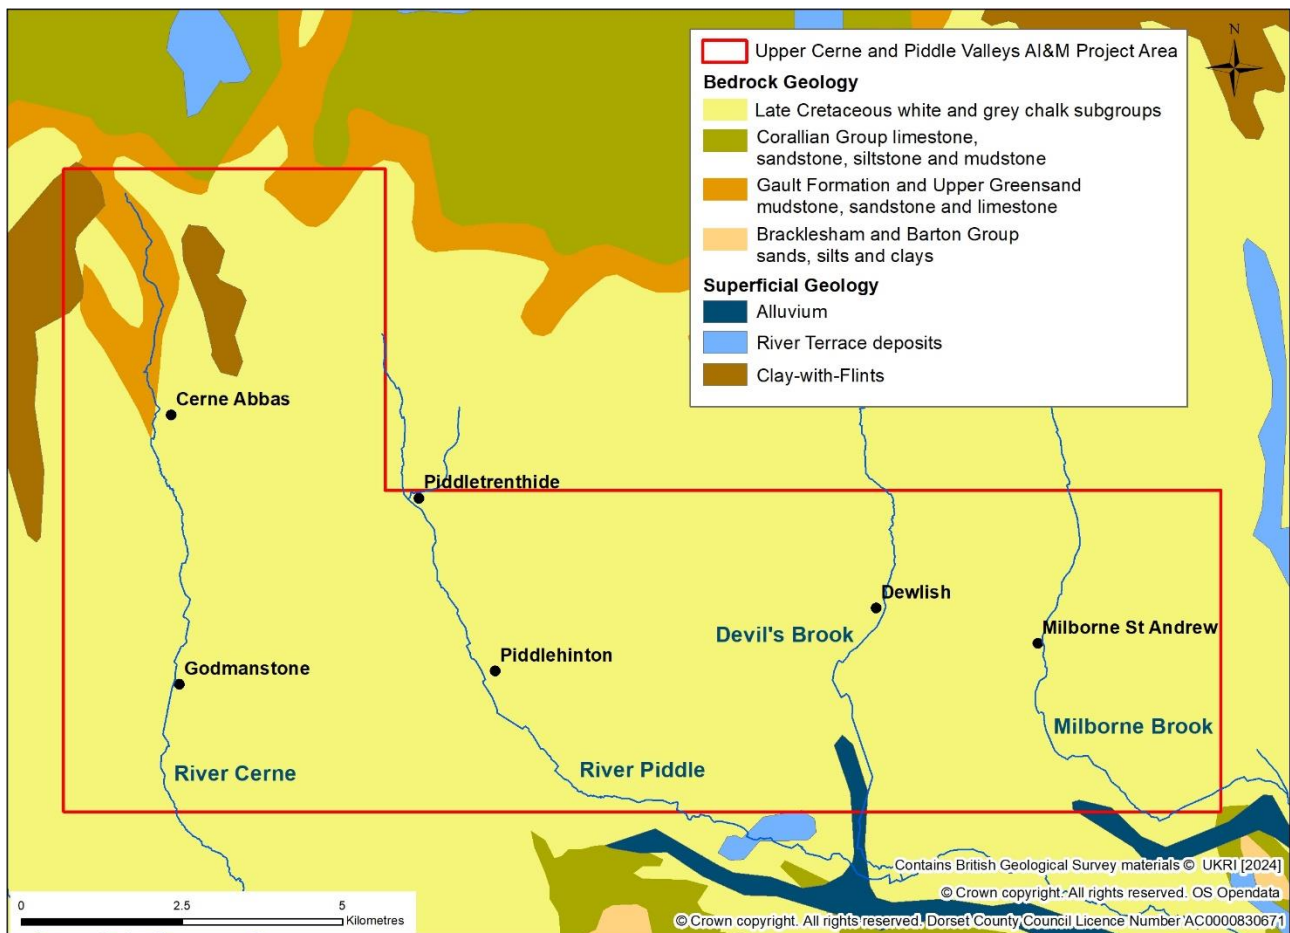 N
Upper Cerne and Piddle Valleys AI&M Project Area
Bedrock Geology
Late Cretaceous white and grey chalk subgroups
Corallian Group limestone,
sandstone, siltstone and mudstone
Gault Formation and Upper Greensand
mudstone, sandstone and limestone
Bracklesham and Barton Group
sands, silts and clays
Superficial Geology
Alluvium
River Terrace deposits
Clay-with-Flints
Cerne Abbas
Piddletrenthide
Dewlish
Devil's Brook
Milborne St Andrew
Piddlehinton
Godmanstone
Milborne Brook
River Cerne
River Piddle
Contains British Geological Survey materials © UKRI [2024]
© Crown copyright. All rights reserved. OS Opendata
0 2.5 5
Kilometres
© Crown copyright. All rights reserved. Dorset County Council Licence Number AC0000830671